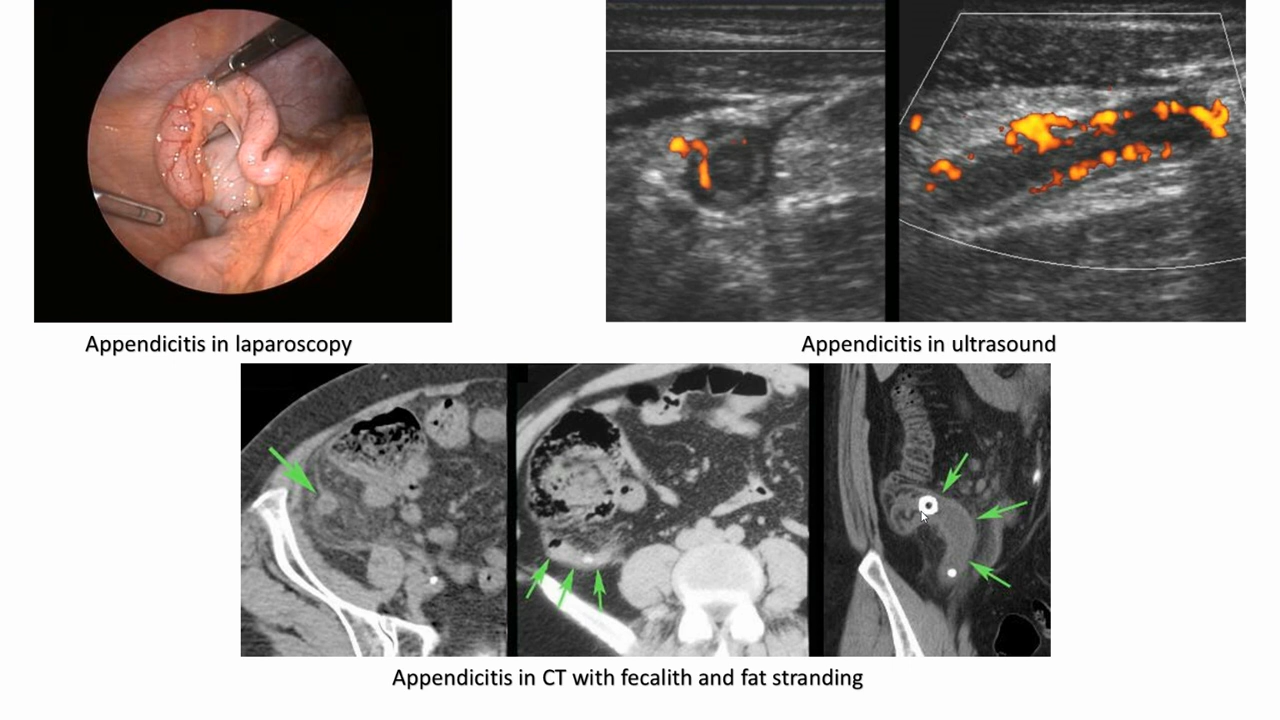 Appendicitis in laparoscopy
Appendicitis in ultrasound
Appendicitis in CT with fecalith and fat stranding